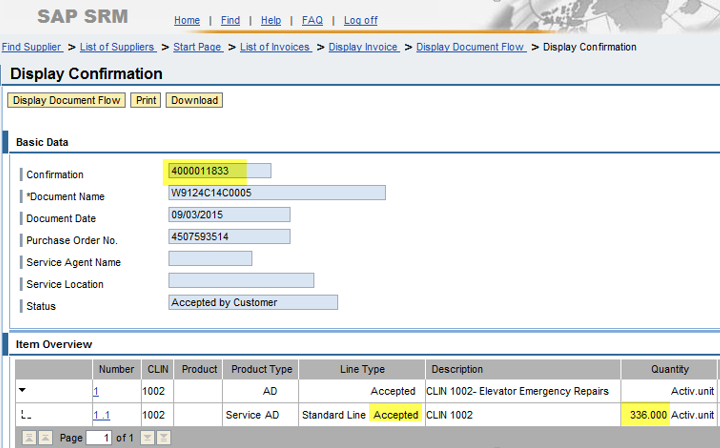 SAP SRM
Home | Find | Help | FAQ | Log off
Find Supplier > List of Suppliers > Start Page > List of Invoices > Display Invoice > Display Document Flow > Display Confirmation
Display Confirmation
Display Document Flow Print Download
Basic Data
Confirmation 4000011833
*Document Name W9124C14C0005
Document Date 09/03/2015
Purchase Order No. 4507593514
Service Agent Name
Service Location
Status Accepted by Customer
Item Overview
Number CLIN Product Product Type Line Type Description Quantity
1 1002 AD Accepted CLIN 1002- Elevator Emergency Repairs Activ.unit
1 .1 1002 Service AD Standard Line Accepted CLIN 1002 336.000 Activ.unit
Page 1 of 1